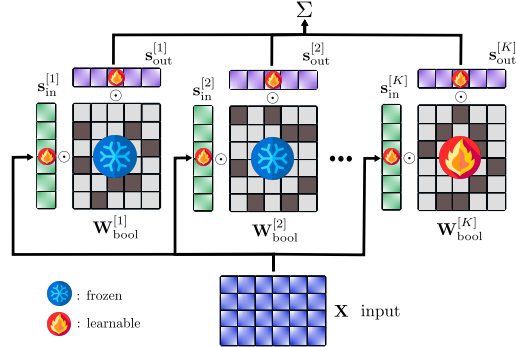 Σ
s_out^[1] s_out^[2] s_out^[K]
s_in^[1] s_in^[2] s_in^[K]
⊙ ⊙ ⊙
⊙ ⊙ ••• ⊙
W_bool^[1] W_bool^[2] W_bool^[K]
X input
: frozen
: learnable